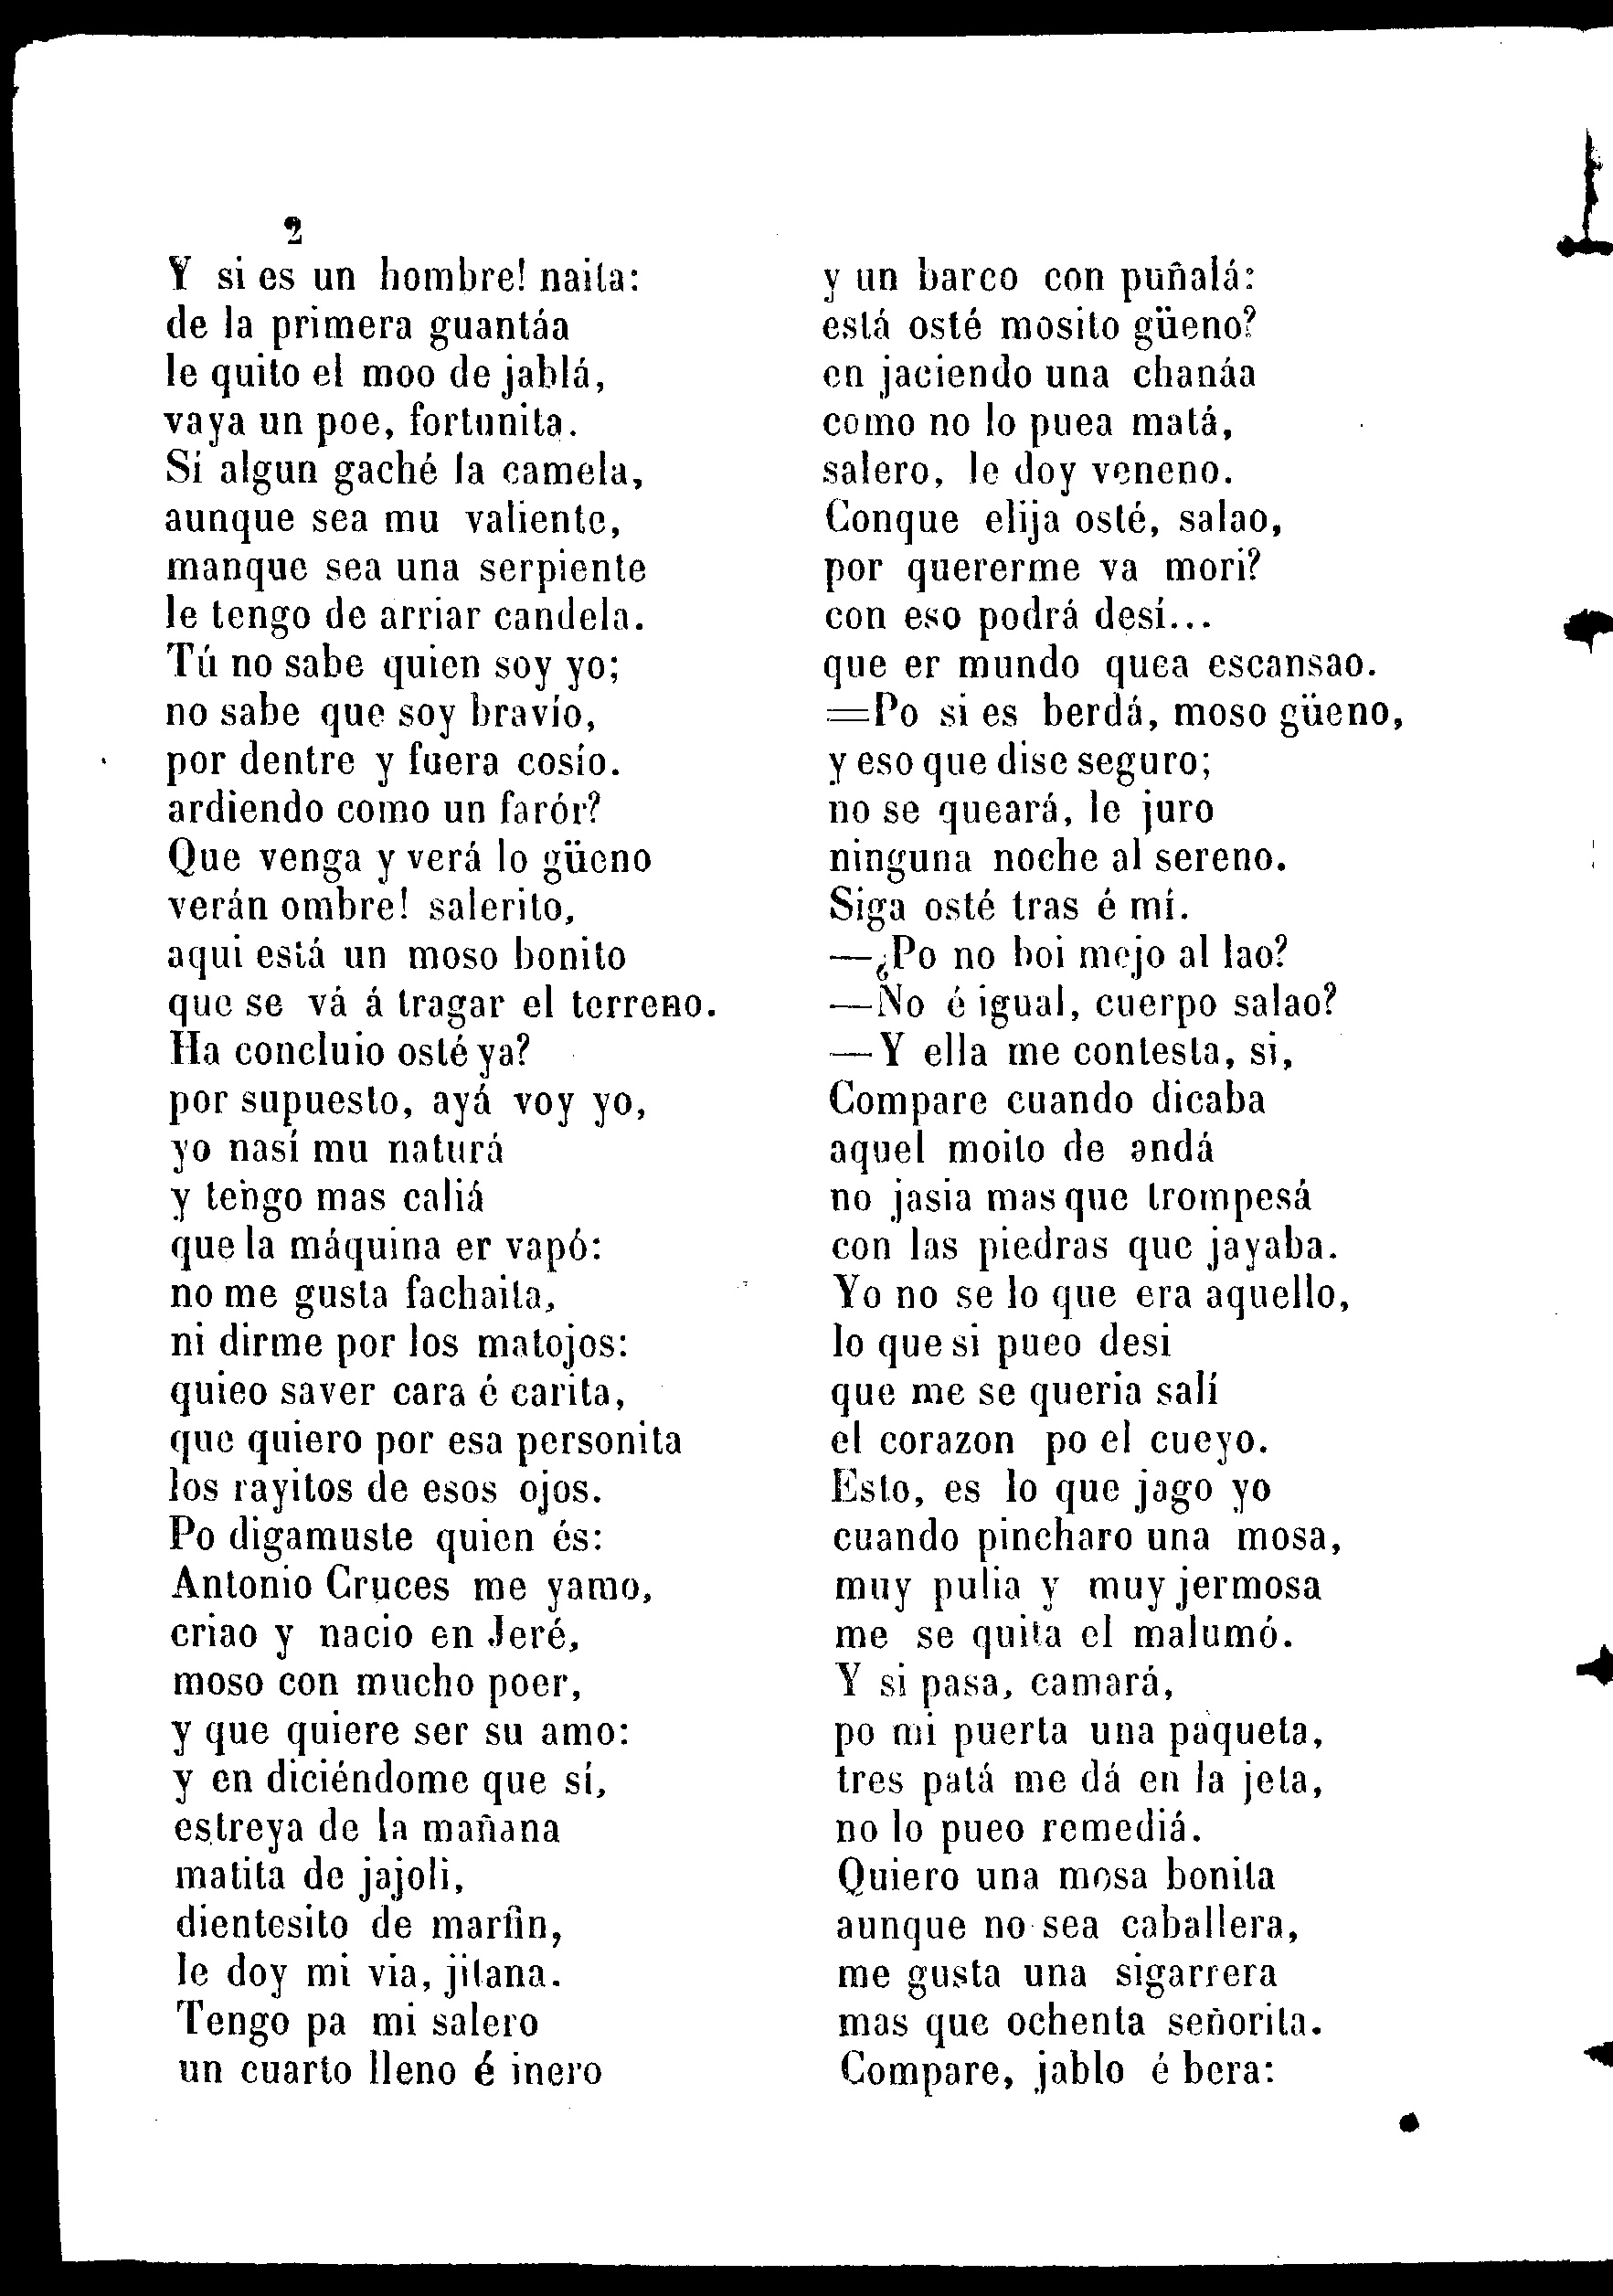 2
Y si es un hombre! naita:
de la primera guantáa
le quito el moo de jablá,
vaya un poe, fortunita.
Si algun gaché la camela,
aunque sea mu valiente,
manque sea una serpiente
le tengo de arriar candela.
Tú no sabe quien soy yo;
no sabe que soy bravío,
por dentre y fuera cosío.
ardiendo como un farór?
Que venga y verá lo güeno
verán ombre! salerito,
aqui está un moso bonito
que se vá á tragar el terreno.
Ha concluio osté ya?
por supuesto, ayá voy yo,
yo nasí mu naturá
y tengo mas caliá
que la máquina er vapó:
no me gusta fachaita,
ni dirme por los matojos:
quieo saver cara é carita,
que quiero por esa personita
los rayitos de esos ojos.
Po digamuste quien és:
Antonio Cruces me yamo,
criao y nacio en Jeré,
moso con mucho poer,
y que quiere ser su amo:
y en diciéndome que sí,
estreya de la mañana
matita de jajoli,
dientesito de marfin,
le doy mi via, jitana.
Tengo pa mi salero
un cuarto lleno é inero
y un barco con puñalá:
está osté mosito güeno?
en jaciendo una chanáa
como no lo puea matá,
salero, le doy veneno.
Conque elija osté, salao,
por quererme va mori?
con eso podrá desí...
que er mundo quea escansao.
=Po si es berdá, moso güeno,
y eso que dise seguro;
no se queará, le juro
ninguna noche al sereno.
Siga osté tras é mí.
—¿Po no boi mejo al lao?
—No é igual, cuerpo salao?
—Y ella me contesta, si,
Compare cuando dicaba
aquel moito de andá
no jasia mas que trompesá
con las piedras que jayaba.
Yo no se lo que era aquello,
lo que si pueo desi
que me se queria salí
el corazon po el cueyo.
Esto, es lo que jago yo
cuando pincharo una mosa,
muy pulia y muy jermosa
me se quita el malumó.
Y si pasa, camará,
po mi puerta una paqueta,
tres patá me dá en la jeta,
no lo pueo remediá.
Quiero una mosa bonita
aunque no sea caballera,
me gusta una sigarrera
mas que ochenta señorita.
Compare, jablo é bera: